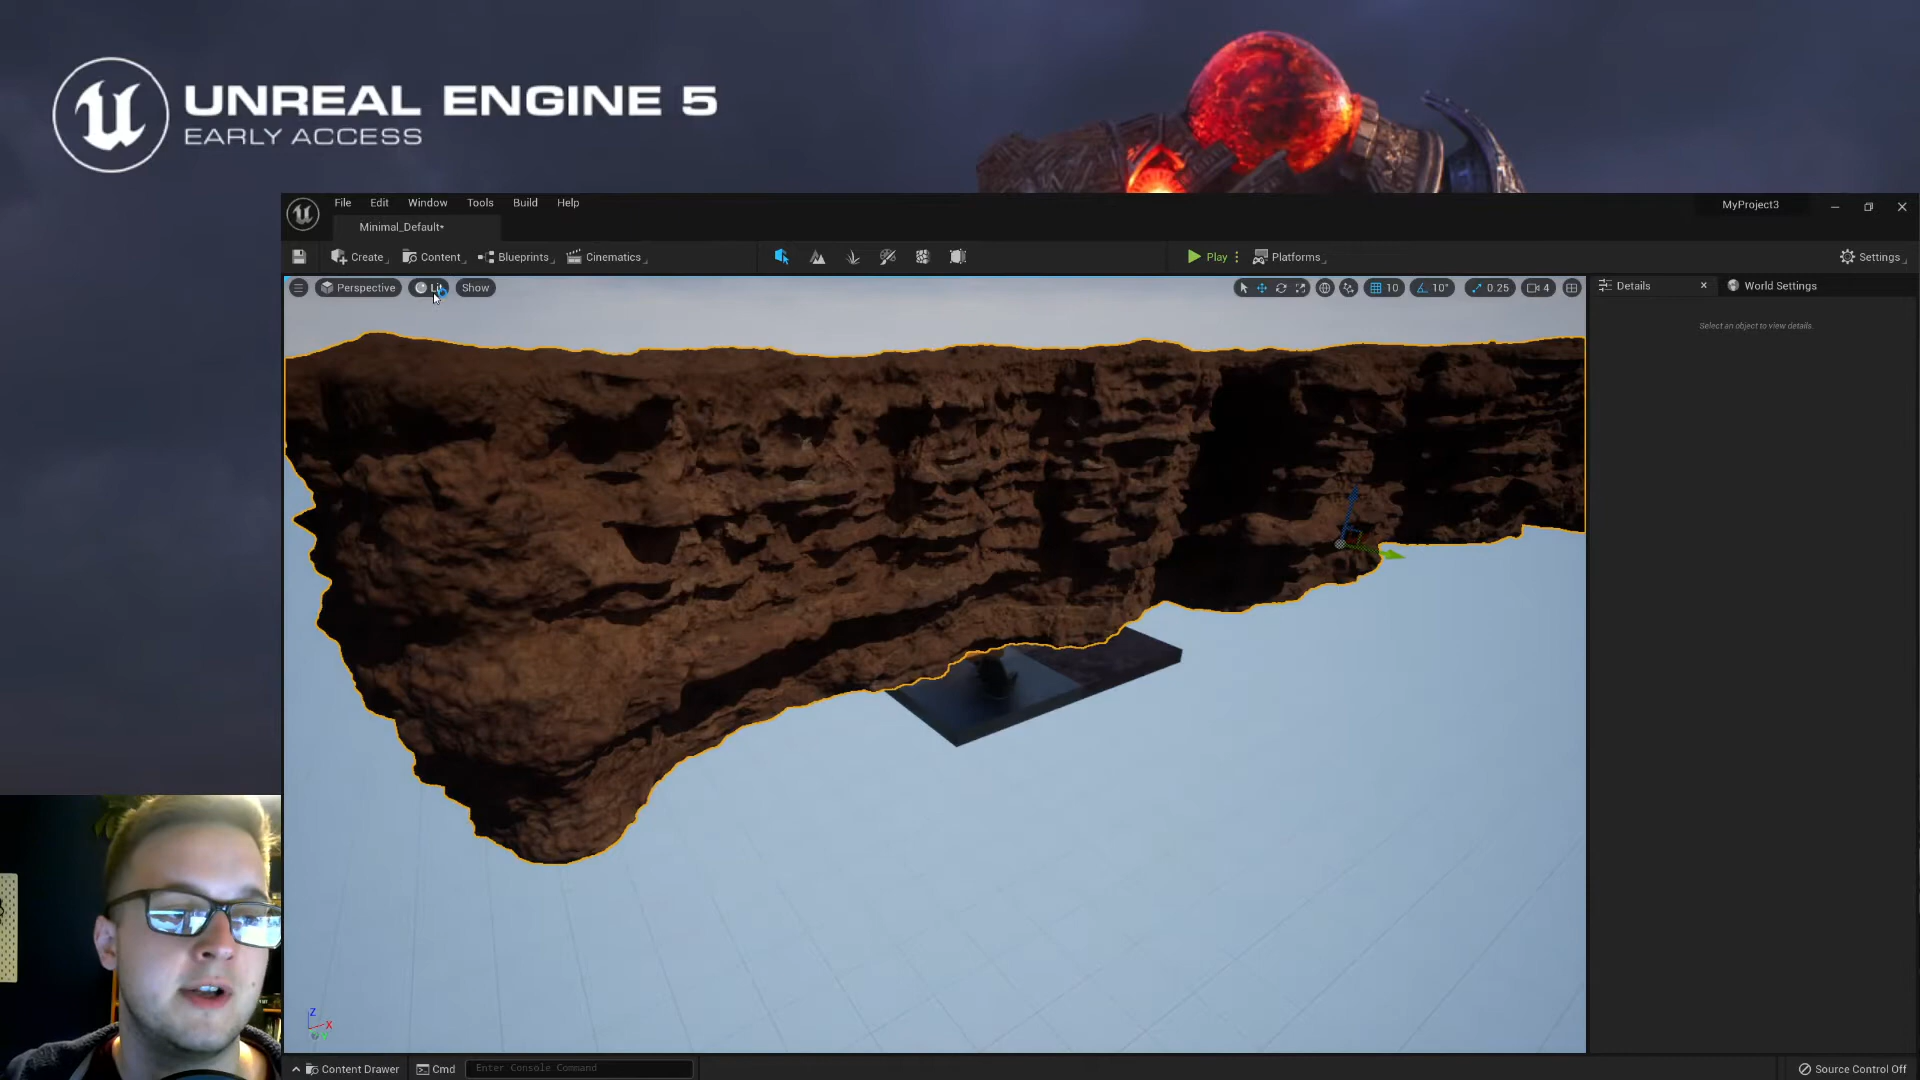 UNREAL ENGINE 5
EARLY ACCESS
File Edit Window Tools Build Help
MyProject3
Minimal_Default*
Create Content Blueprints Cinematics
Play Platforms Settings
Perspective Show
10 10° 0.25 4
Details World Settings
Select an object to view details.
Z
X
Content Drawer Cmd Enter Console Command
Source Control Off